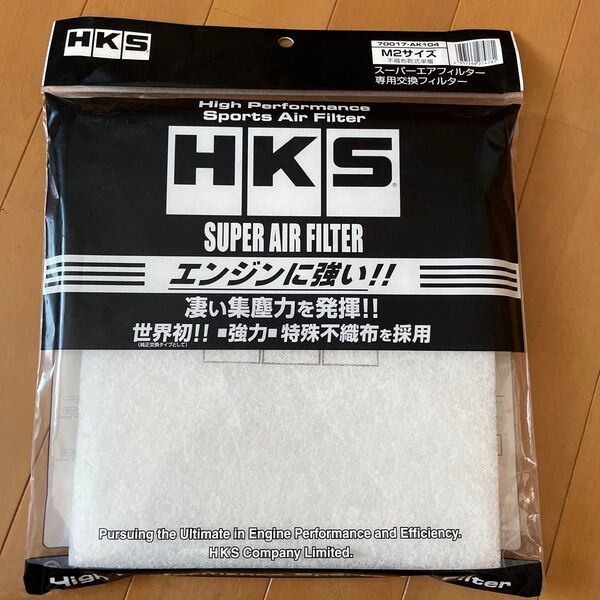 HKS
70017-AK104
M2サイズ
不織布乾式単層
スーパーエアフィルター
専用交換フィルター
High Performance
Sports Air Filter
HKS
SUPER AIR FILTER
エンジンに強い!!
凄い集塵力を発揮!!
世界初!! ■強力■特殊不織布を採用
(純正交換タイプとして)
Pursuing the Ultimate in Engine Performance and Efficiency.
HKS Company Limited.